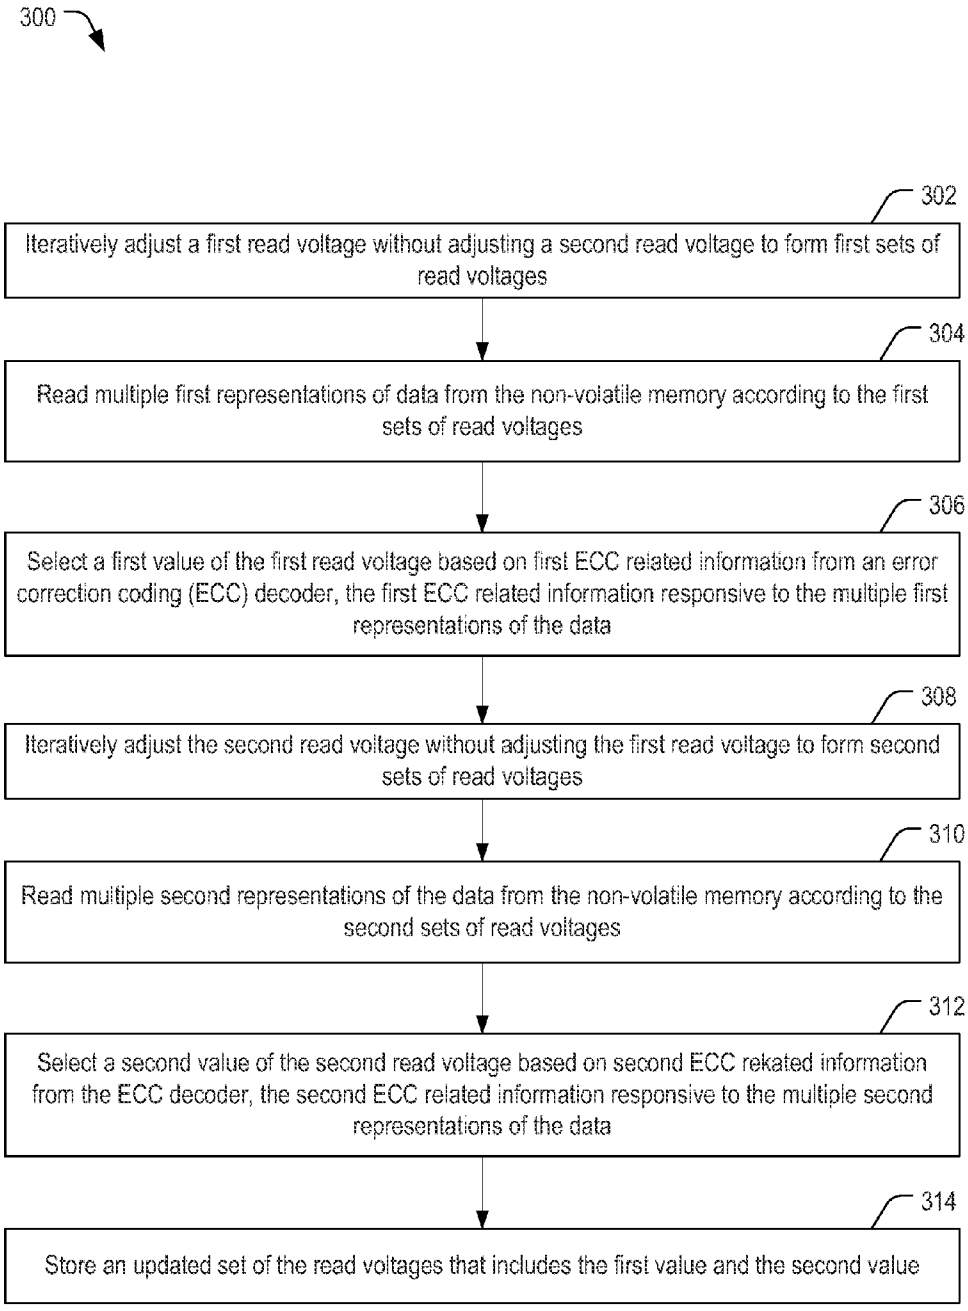 300
302
Iteratively adjust a first read voltage without adjusting a second read voltage to form first sets of
read voltages
304
Read multiple first representations of data from the non-volatile memory according to the first
sets of read voltages
306
Select a first value of the first read voltage based on first ECC related information from an error
correction coding (ECC) decoder, the first ECC related information responsive to the multiple first
representations of the data
308
Iteratively adjust the second read voltage without adjusting the first read voltage to form second
sets of read voltages
310
Read multiple second representations of the data from the non-volatile memory according to the
second sets of read voltages
312
Select a second value of the second read voltage based on second ECC rekated information
from the ECC decoder, the second ECC related information responsive to the multiple second
representations of the data
314
Store an updated set of the read voltages that includes the first value and the second value